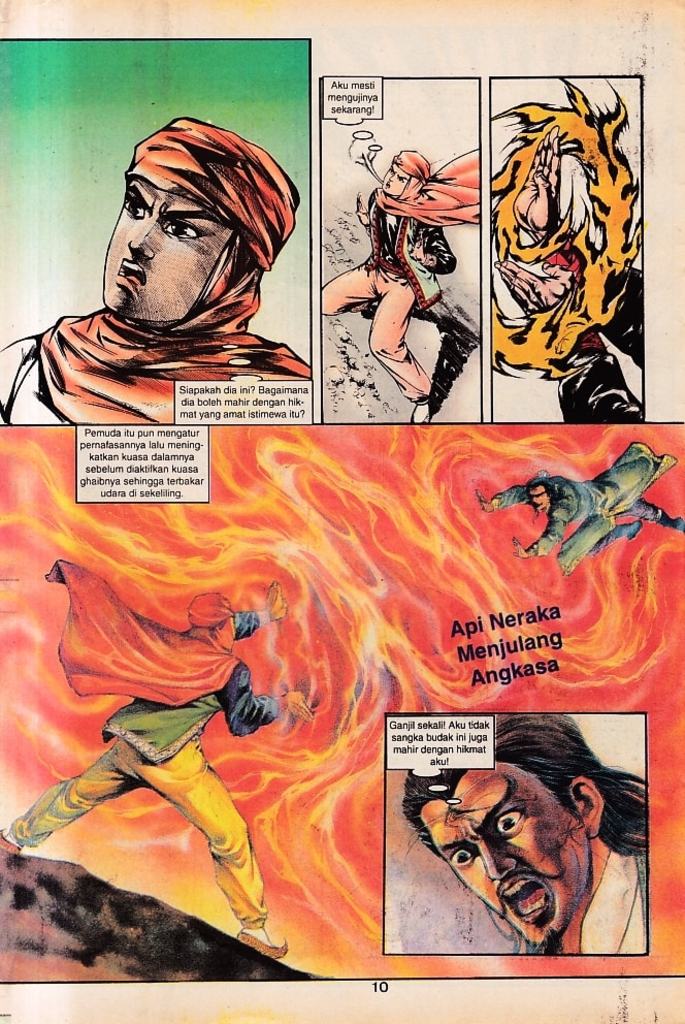 Aku mesti
mengujinya
sekarang!
Siapakah dia ini? Bagaimana
dia boleh mahir dengan hik-
mat yang amat istimewa itu?
Pemuda itu pun mengatur
pernafasannya lalu mening-
katkan kuasa dalamnya
sebelum diaktifkan kuasa
ghaibnya sehingga terbakar
udara di sekeliling.
Api Neraka
Menjulang
Angkasa
Ganjil sekali! Aku tidak
sangka budak ini juga
mahir dengan hikmat
aku!
10